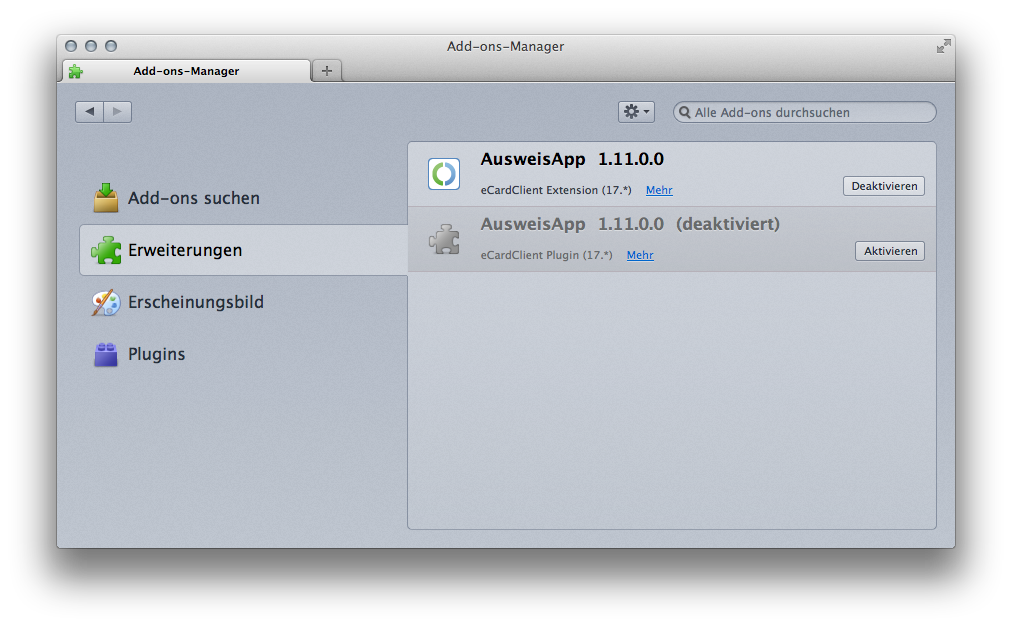 Add-ons-Manager
Add-ons-Manager
Alle Add-ons durchsuchen
Add-ons suchen
Erweiterungen
Erscheinungsbild
Plugins
AusweisApp 1.11.0.0
eCardClient Extension (17.*) Mehr
Deaktivieren
AusweisApp 1.11.0.0 (deaktiviert)
eCardClient Plugin (17.*) Mehr
Aktivieren